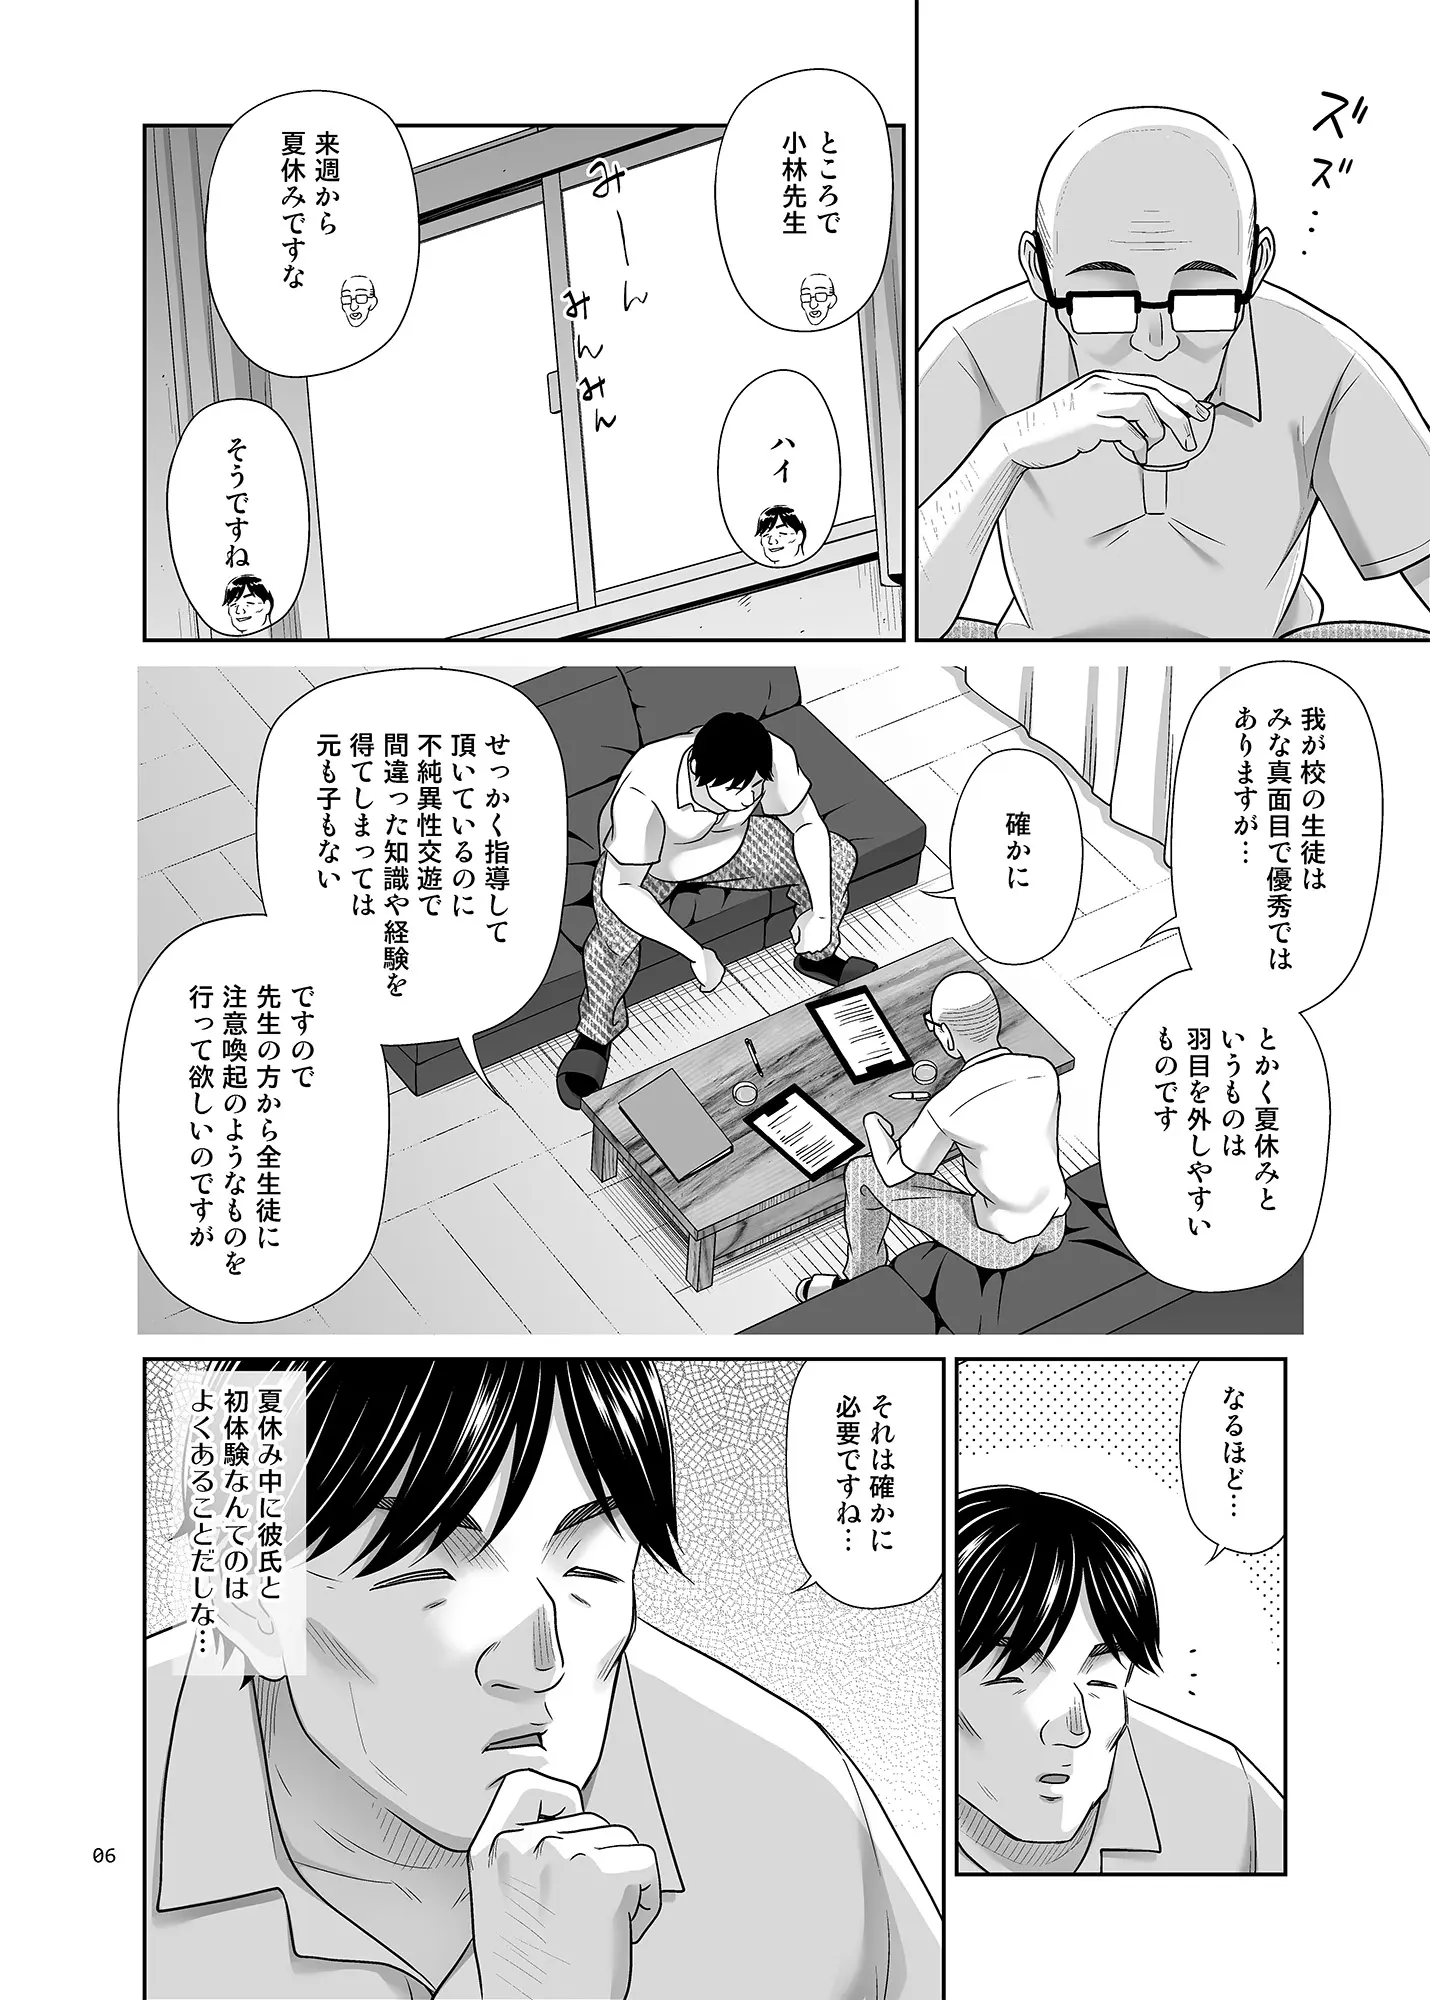 ズズ...
ところで
小林先生
ハイ
みーん
みんみん
来週から
夏休みですな
そうですね
我が校の生徒は
みな真面目で優秀では
ありますが…
とかく夏休みと
いうものは
羽目を外しやすい
ものです
確かに
せっかく指導して
頂いているのに
不純異性交遊で
間違った知識や経験を
得てしまっては
元も子もない
ですので
先生の方から全生徒に
注意喚起のようなものを
行って欲しいのですが
なるほど…
それは確かに
必要ですね…
夏休み中に彼氏と
初体験なんてのは
よくあることだしな…
06